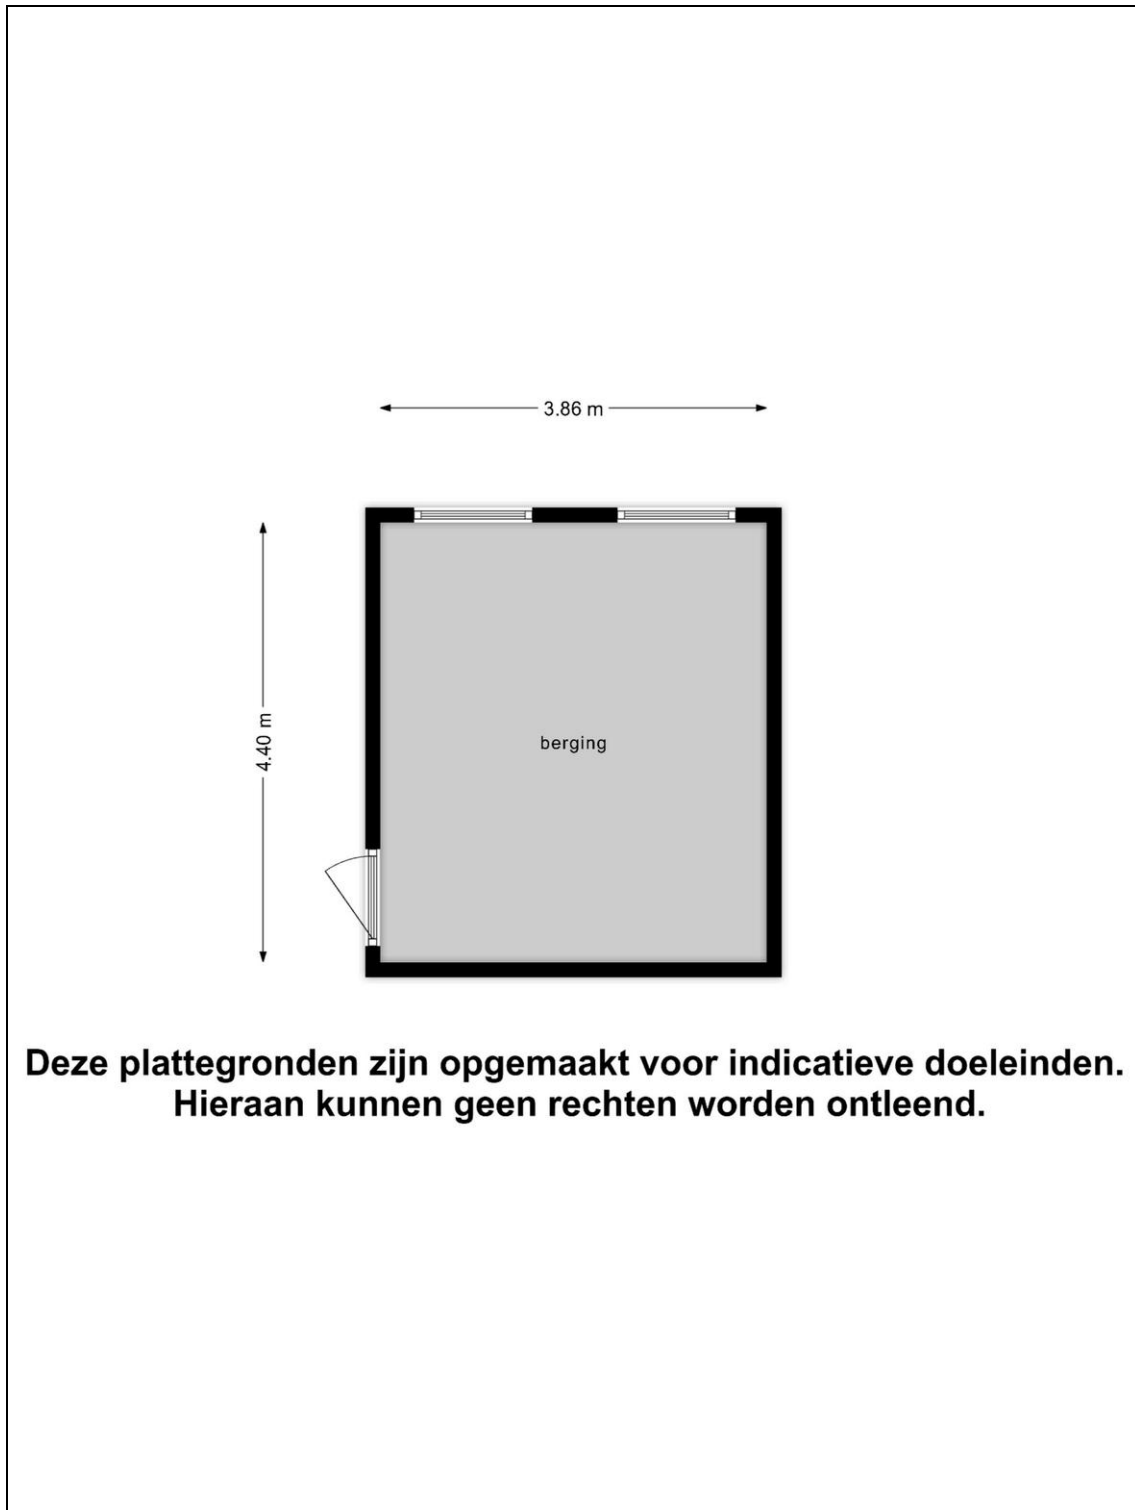 3.86 m
4.40 m
berging
Deze plattegronden zijn opgemaakt voor indicatieve doeleinden.
Hieraan kunnen geen rechten worden ontleend.